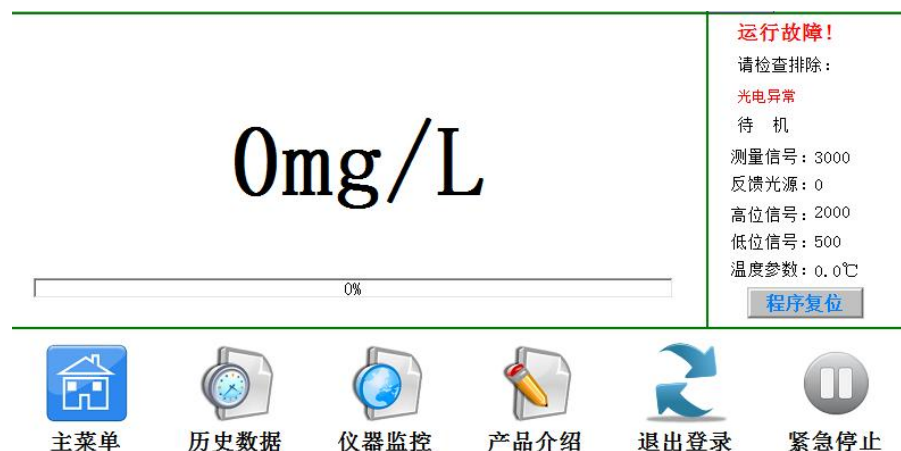 0mg/L
0%
运行故障!
请检查排除:
光电异常
待 机
测量信号:3000
反馈光源:0
高位信号:2000
低位信号:500
温度参数:0.0℃
程序复位
主菜单
历史数据
仪器监控
产品介绍
退出登录
紧急停止